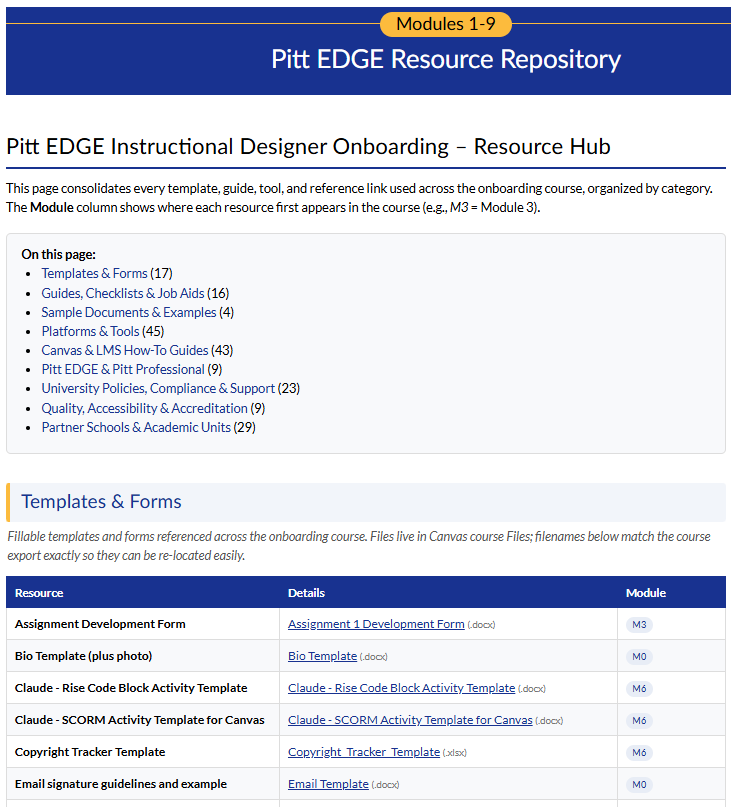 Modules 1-9
Pitt EDGE Resource Repository
Pitt EDGE Instructional Designer Onboarding – Resource Hub
This page consolidates every template, guide, tool, and reference link used across the onboarding course, organized by category.
The Module column shows where each resource first appears in the course (e.g., M3 = Module 3).
On this page:
Templates & Forms (17)
Guides, Checklists & Job Aids (16)
Sample Documents & Examples (4)
Platforms & Tools (45)
Canvas & LMS How-To Guides (43)
Pitt EDGE & Pitt Professional (9)
University Policies, Compliance & Support (23)
Quality, Accessibility & Accreditation (9)
Partner Schools & Academic Units (29)
Templates & Forms
Fillable templates and forms referenced across the onboarding course. Files live in Canvas course Files; filenames below match the course
export exactly so they can be re-located easily.
Resource Details Module
Assignment Development Form Assignment 1 Development Form (.docx) M3
Bio Template (plus photo) Bio Template (.docx) M0
Claude - Rise Code Block Activity Template Claude - Rise Code Block Activity Template (.docx) M6
Claude - SCORM Activity Template for Canvas Claude - SCORM Activity Template for Canvas (.docx) M6
Copyright Tracker Template Copyright_Tracker_Template (.xlsx) M6
Email signature guidelines and example Email Template (.docx) M0